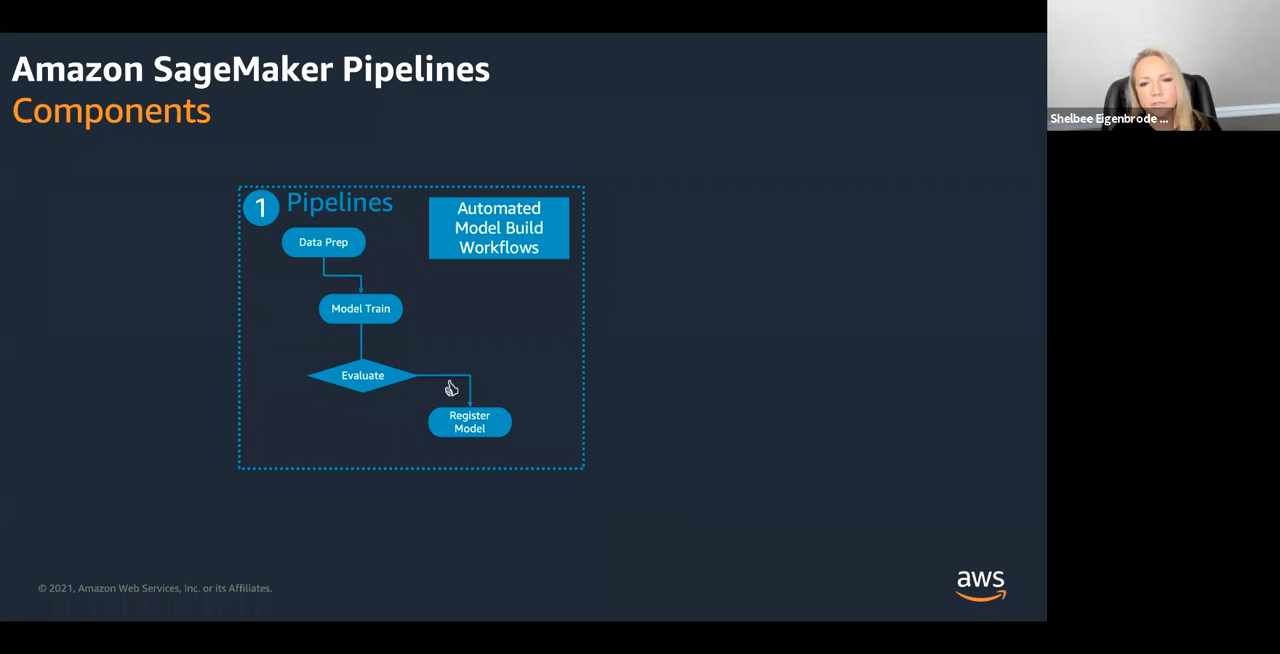 Amazon SageMaker Pipelines
Components
1 Pipelines
Automated
Model Build
Workflows
Data Prep
Model Train
Evaluate
Register
Model
© 2021, Amazon Web Services, Inc. or its Affiliates.
aws
Shelbee Eigenbrode ...